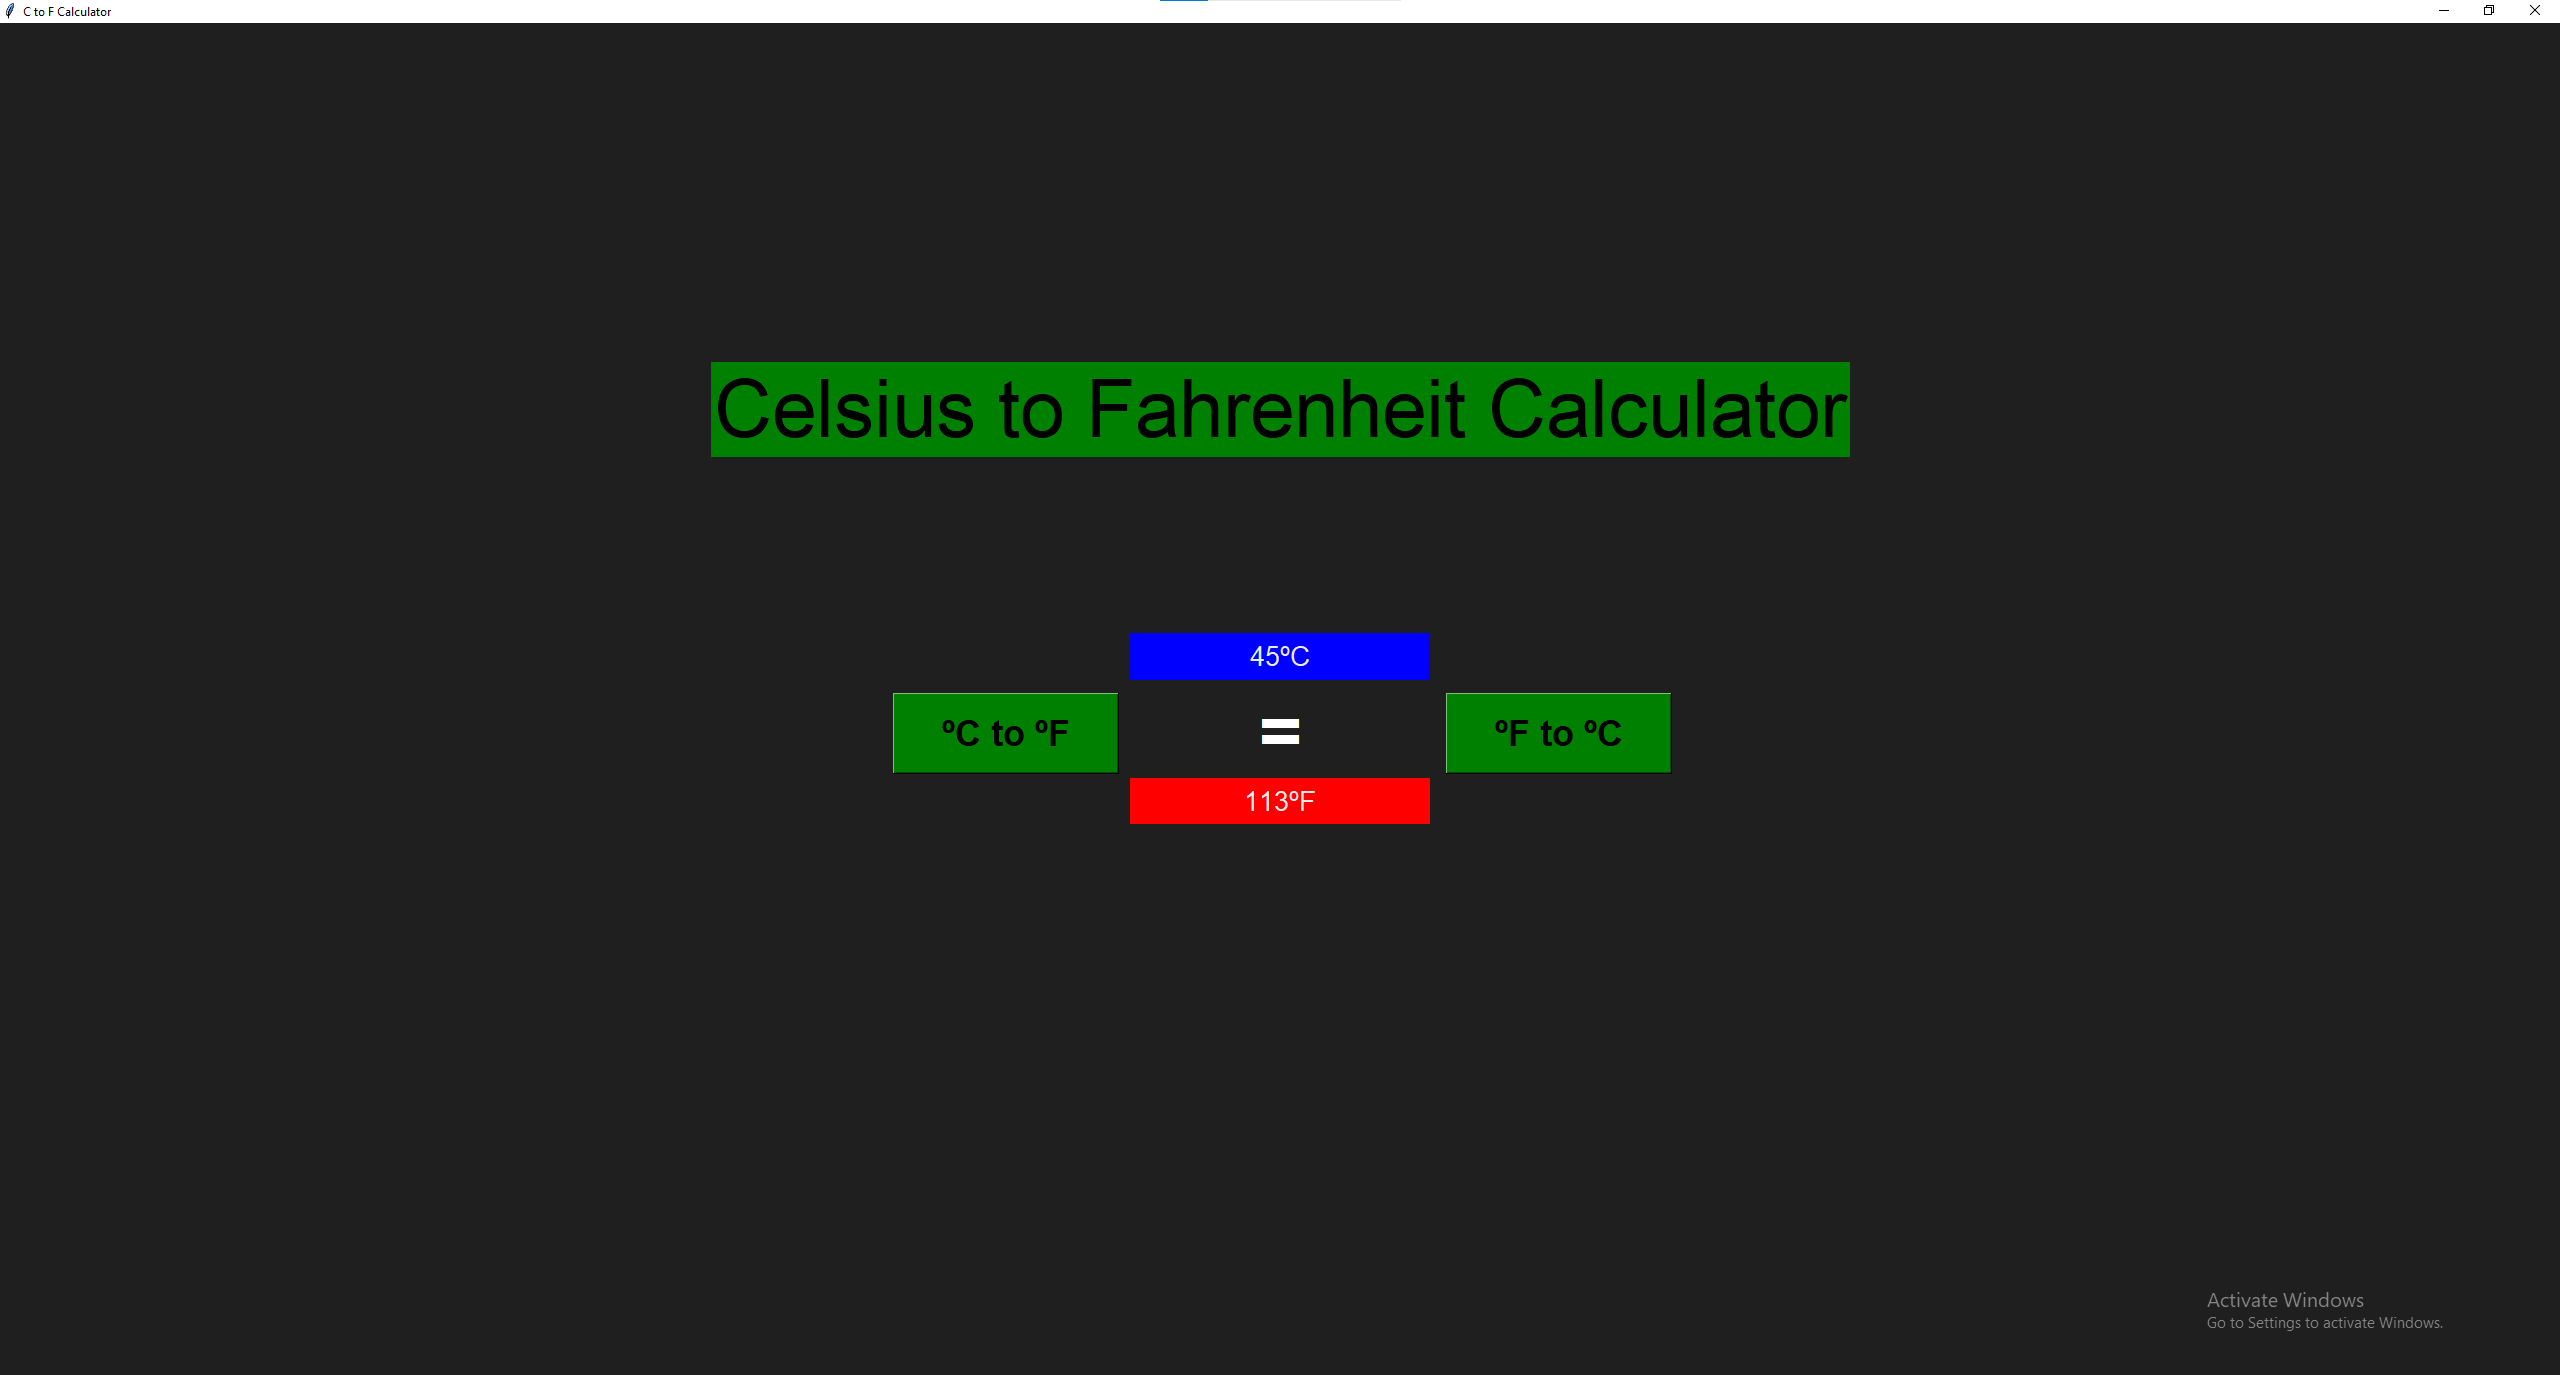 C to F Calculator
Celsius to Fahrenheit Calculator
45ºC
ºC to ºF
=
ºF to ºC
113ºF
Activate Windows
Go to Settings to activate Windows.